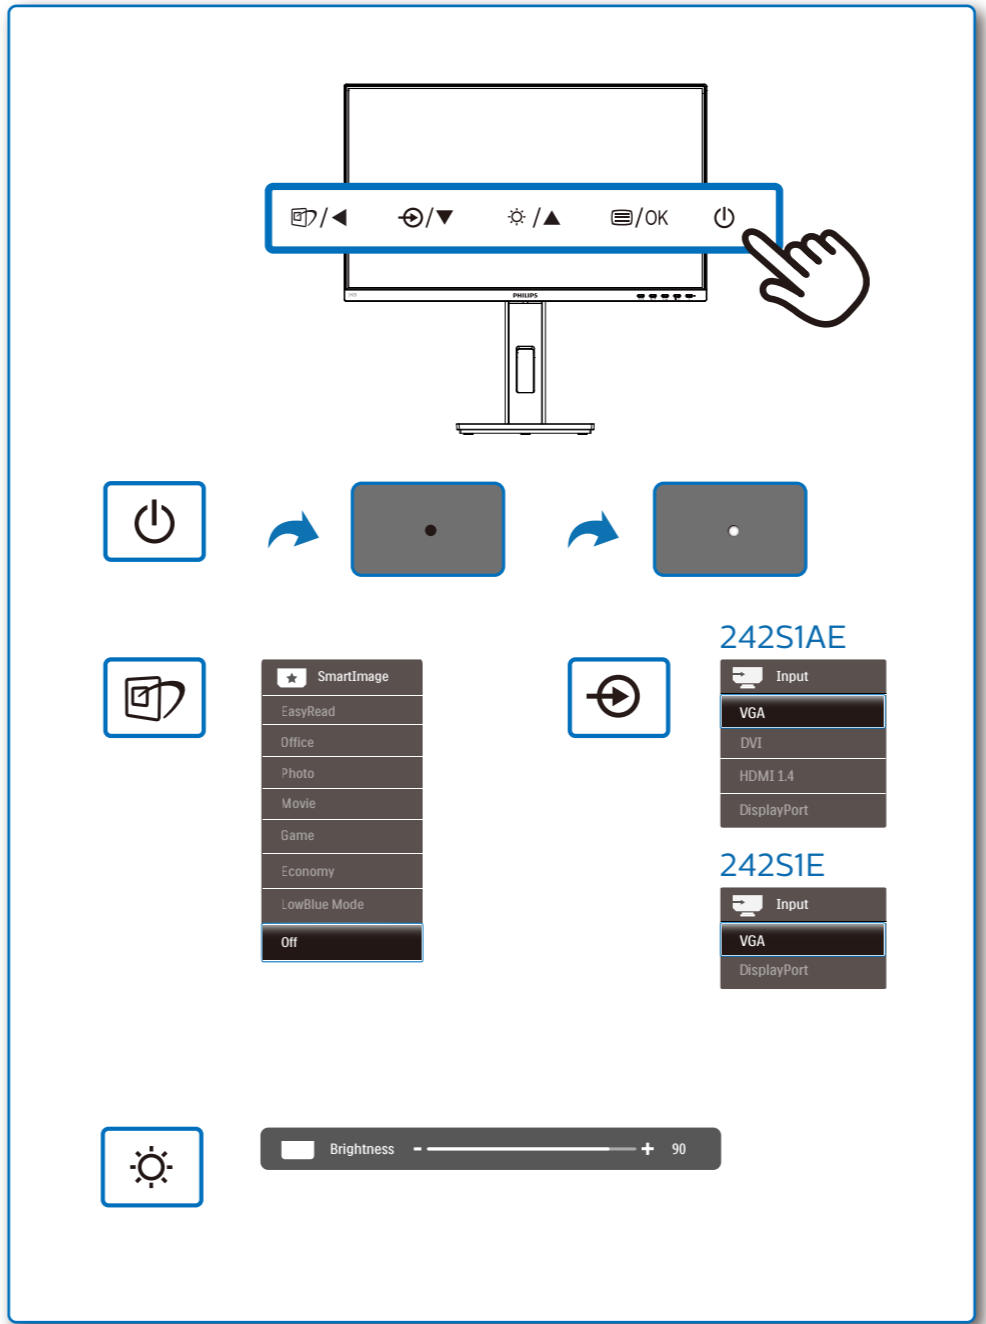 /◀ /▼ /▲ /OK
PHILIPS
242S1AE
SmartImage
EasyRead
Office
Photo
Movie
Game
Economy
LowBlue Mode
Off
Input
VGA
DVI
HDMI 1.4
DisplayPort
242S1E
Input
VGA
DisplayPort
Brightness - + 90